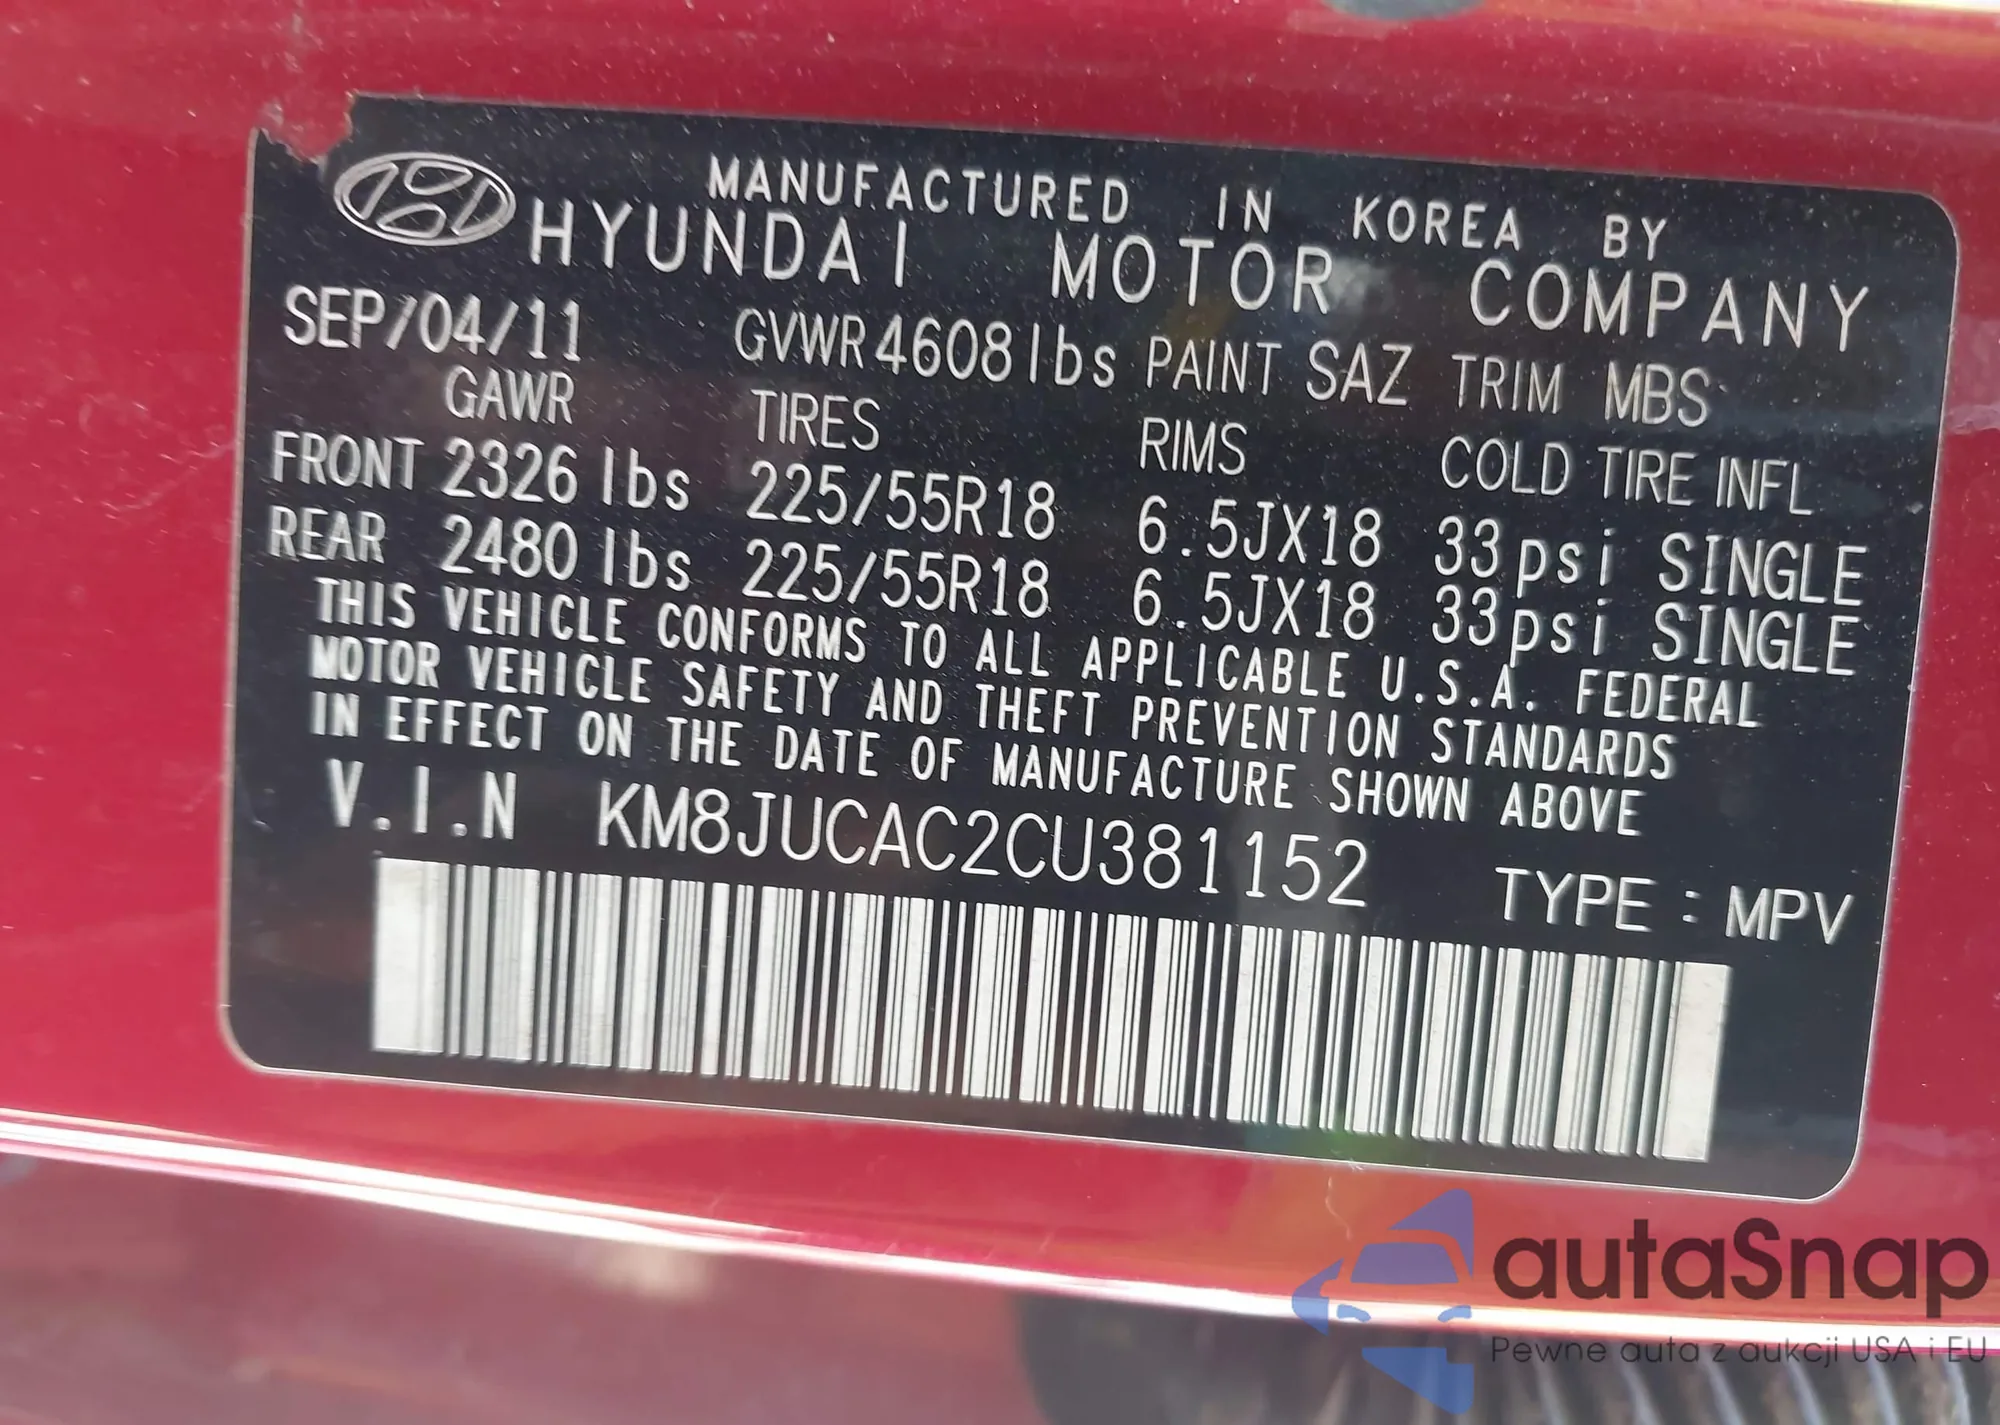 MANUFACTURED IN KOREA BY
HYUNDAI MOTOR COMPANY
SEP/04/11 GVWR 4608 lbs PAINT SAZ TRIM MBS
GAWR TIRES RIMS COLD TIRE INFL
FRONT 2326 lbs 225/55R18 6.5JX18 33psi SINGLE
REAR 2480 lbs 225/55R18 6.5JX18 33psi SINGLE
THIS VEHICLE CONFORMS TO ALL APPLICABLE U.S.A. FEDERAL
MOTOR VEHICLE SAFETY AND THEFT PREVENTION STANDARDS
IN EFFECT ON THE DATE OF MANUFACTURE SHOWN ABOVE
V.I.N KM8JUCAC2CU381152 TYPE : MPV
autaSnap
Pewne auta z aukcji USA i EU